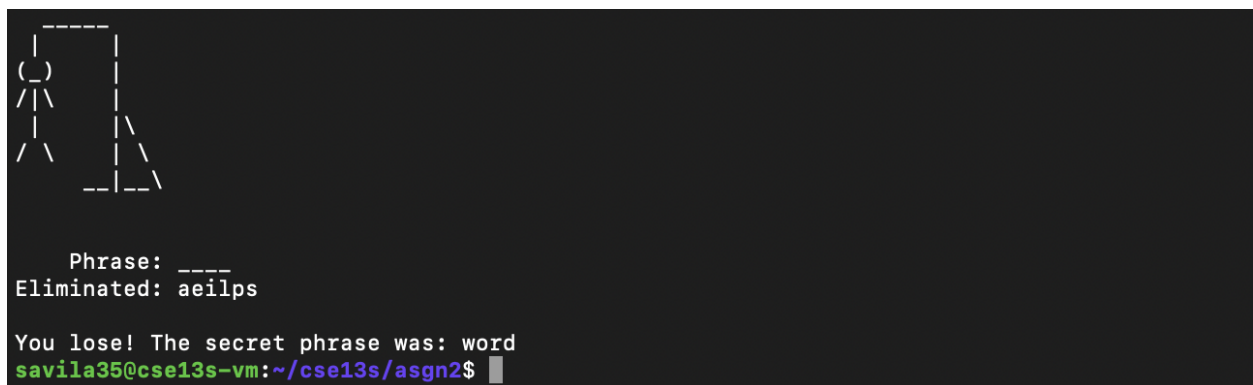 Phrase: ____
Eliminated: aeilps
You lose! The secret phrase was: word
savila35@cse13s-vm:~/cse13s/asgn2$